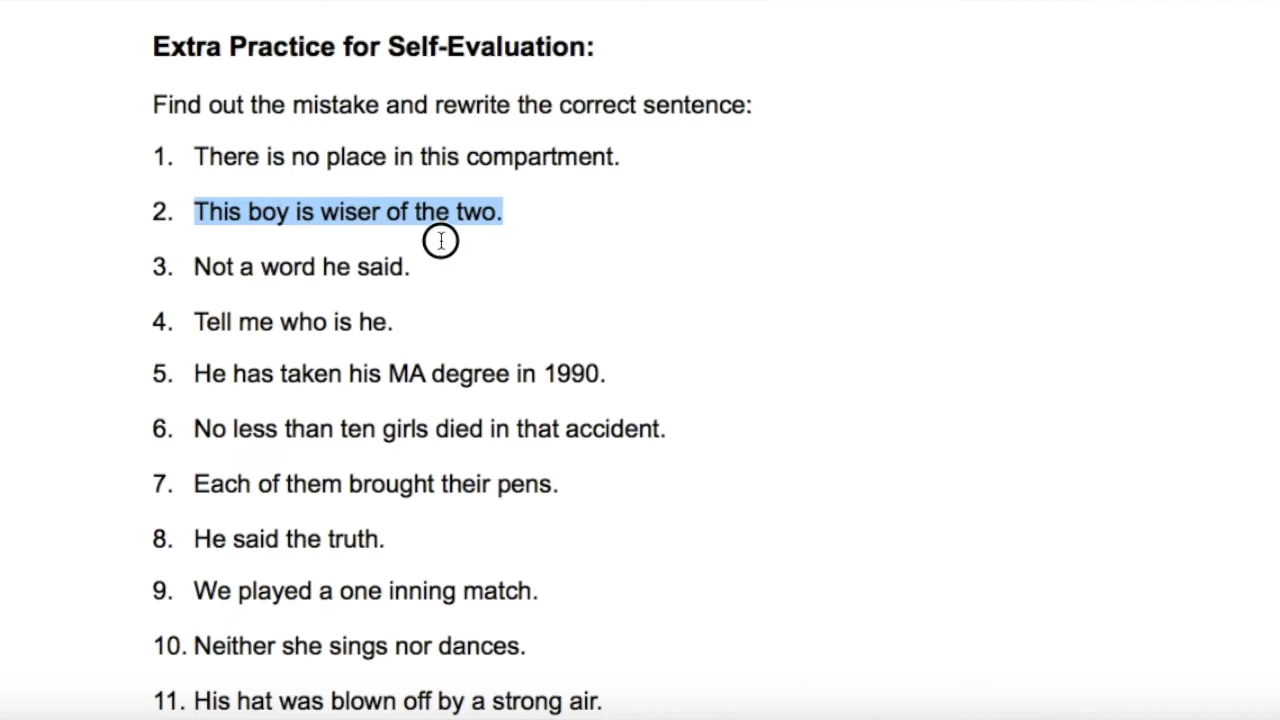 Extra Practice for Self-Evaluation:
Find out the mistake and rewrite the correct sentence:
1. There is no place in this compartment.
2. This boy is wiser of the two.
3. Not a word he said.
4. Tell me who is he.
5. He has taken his MA degree in 1990.
6. No less than ten girls died in that accident.
7. Each of them brought their pens.
8. He said the truth.
9. We played a one inning match.
10. Neither she sings nor dances.
11. His hat was blown off by a strong air.